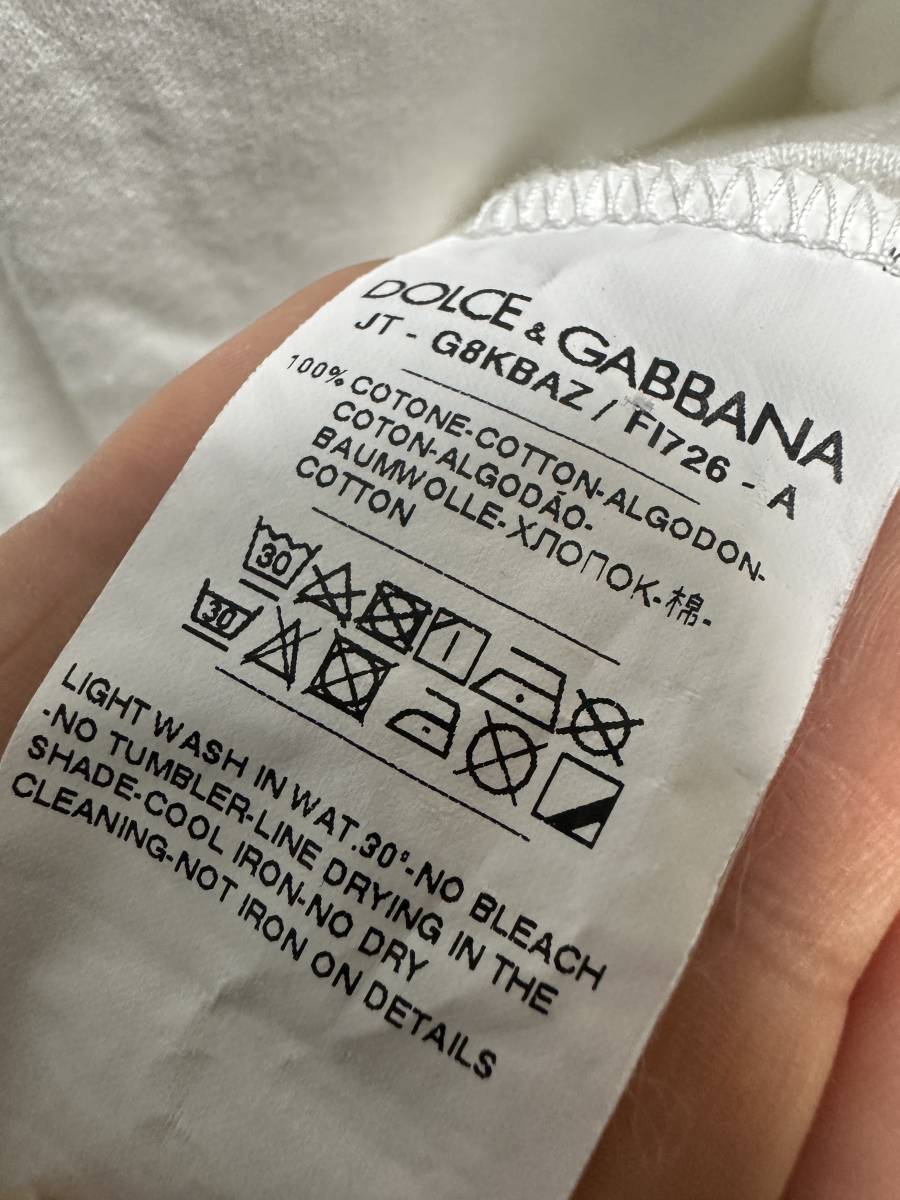 DOLCE & GABBANA
JT - G8KBAZ / FI726 - A
100% COTONE-COTTON-ALGODON-
COTON-ALGODÃO-
BAUMWOLLE-ХЛОПОК-棉-
COTTON
30
30
LIGHT WASH IN WAT.30°-NO BLEACH
-NO TUMBLER-LINE DRYING IN THE
SHADE-COOL IRON-NO DRY
CLEANING-NOT IRON ON DETAILS